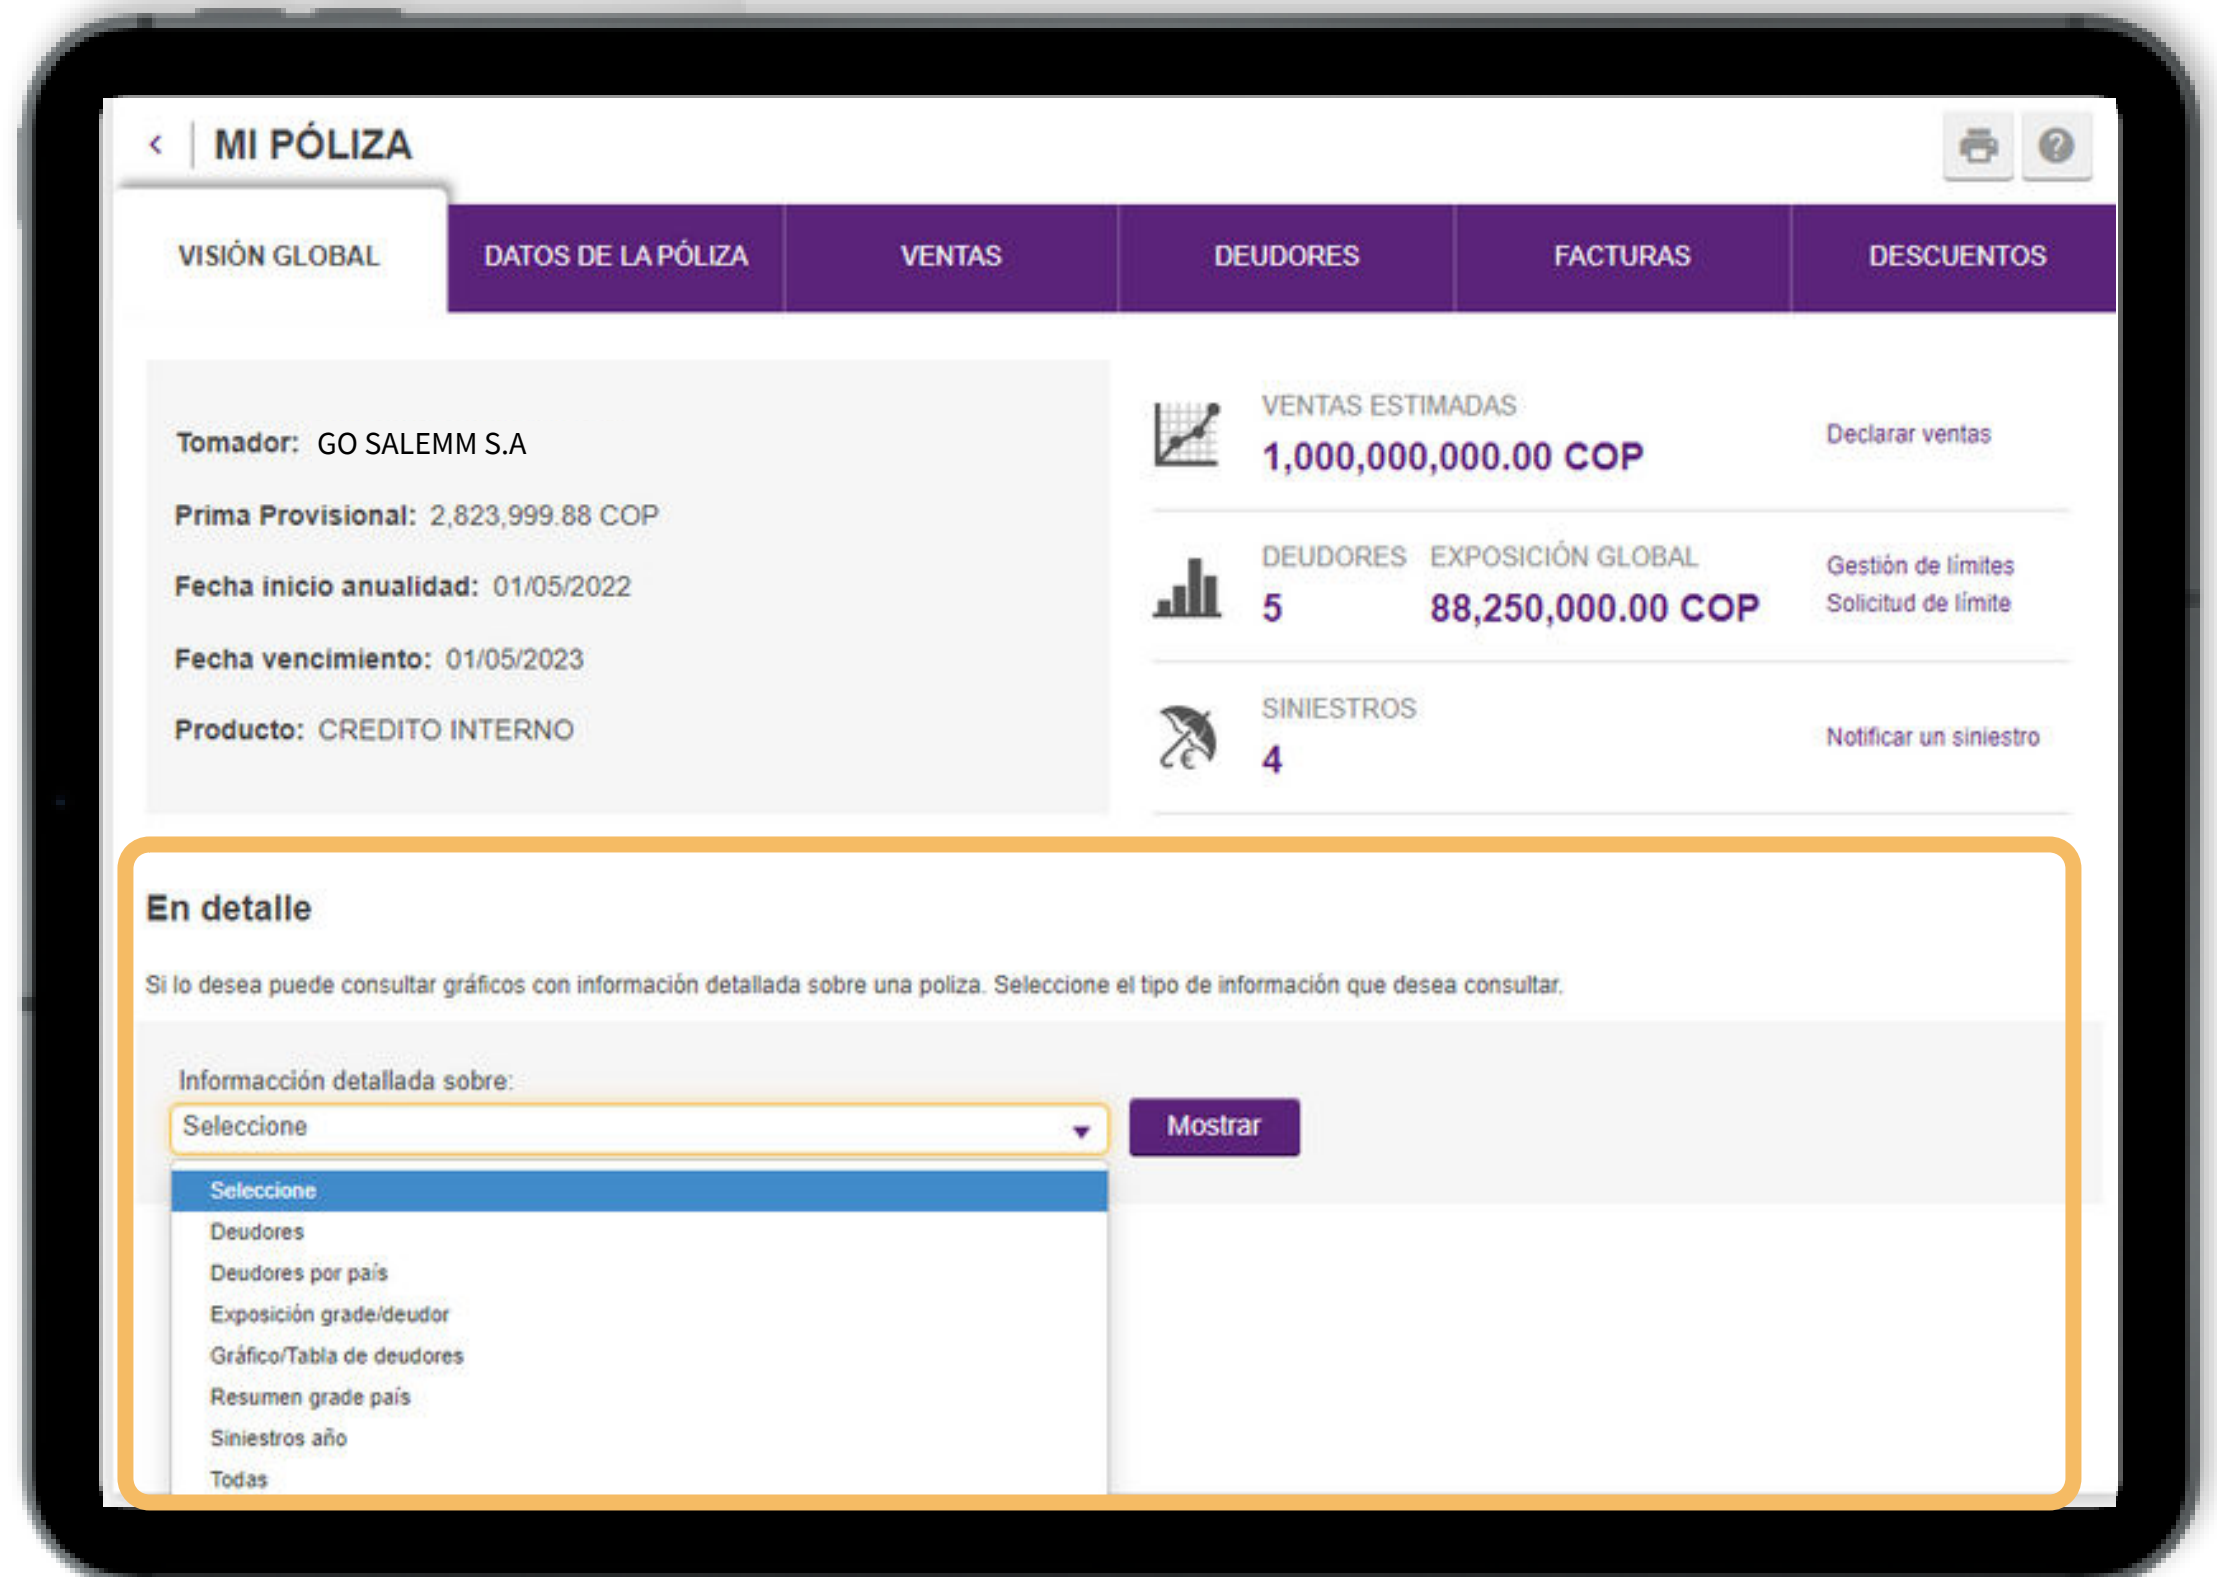 < | MI PÓLIZA
VISIÓN GLOBAL DATOS DE LA PÓLIZA VENTAS DEUDORES FACTURAS DESCUENTOS
Tomador: GO SALEMM S.A
Prima Provisional: 2,823,999.88 COP
Fecha inicio anualidad: 01/05/2022
Fecha vencimiento: 01/05/2023
Producto: CREDITO INTERNO
VENTAS ESTIMADAS
1,000,000,000.00 COP
Declarar ventas
DEUDORES EXPOSICIÓN GLOBAL
5 88,250,000.00 COP
Gestión de límites
Solicitud de límite
SINIESTROS
4
Notificar un siniestro
En detalle
Si lo desea puede consultar gráficos con información detallada sobre una poliza. Seleccione el tipo de información que desea consultar.
Informacción detallada sobre:
Seleccione
Mostrar
Seleccione
Deudores
Deudores por país
Exposición grade/deudor
Gráfico/Tabla de deudores
Resumen grade país
Siniestros año
Todas